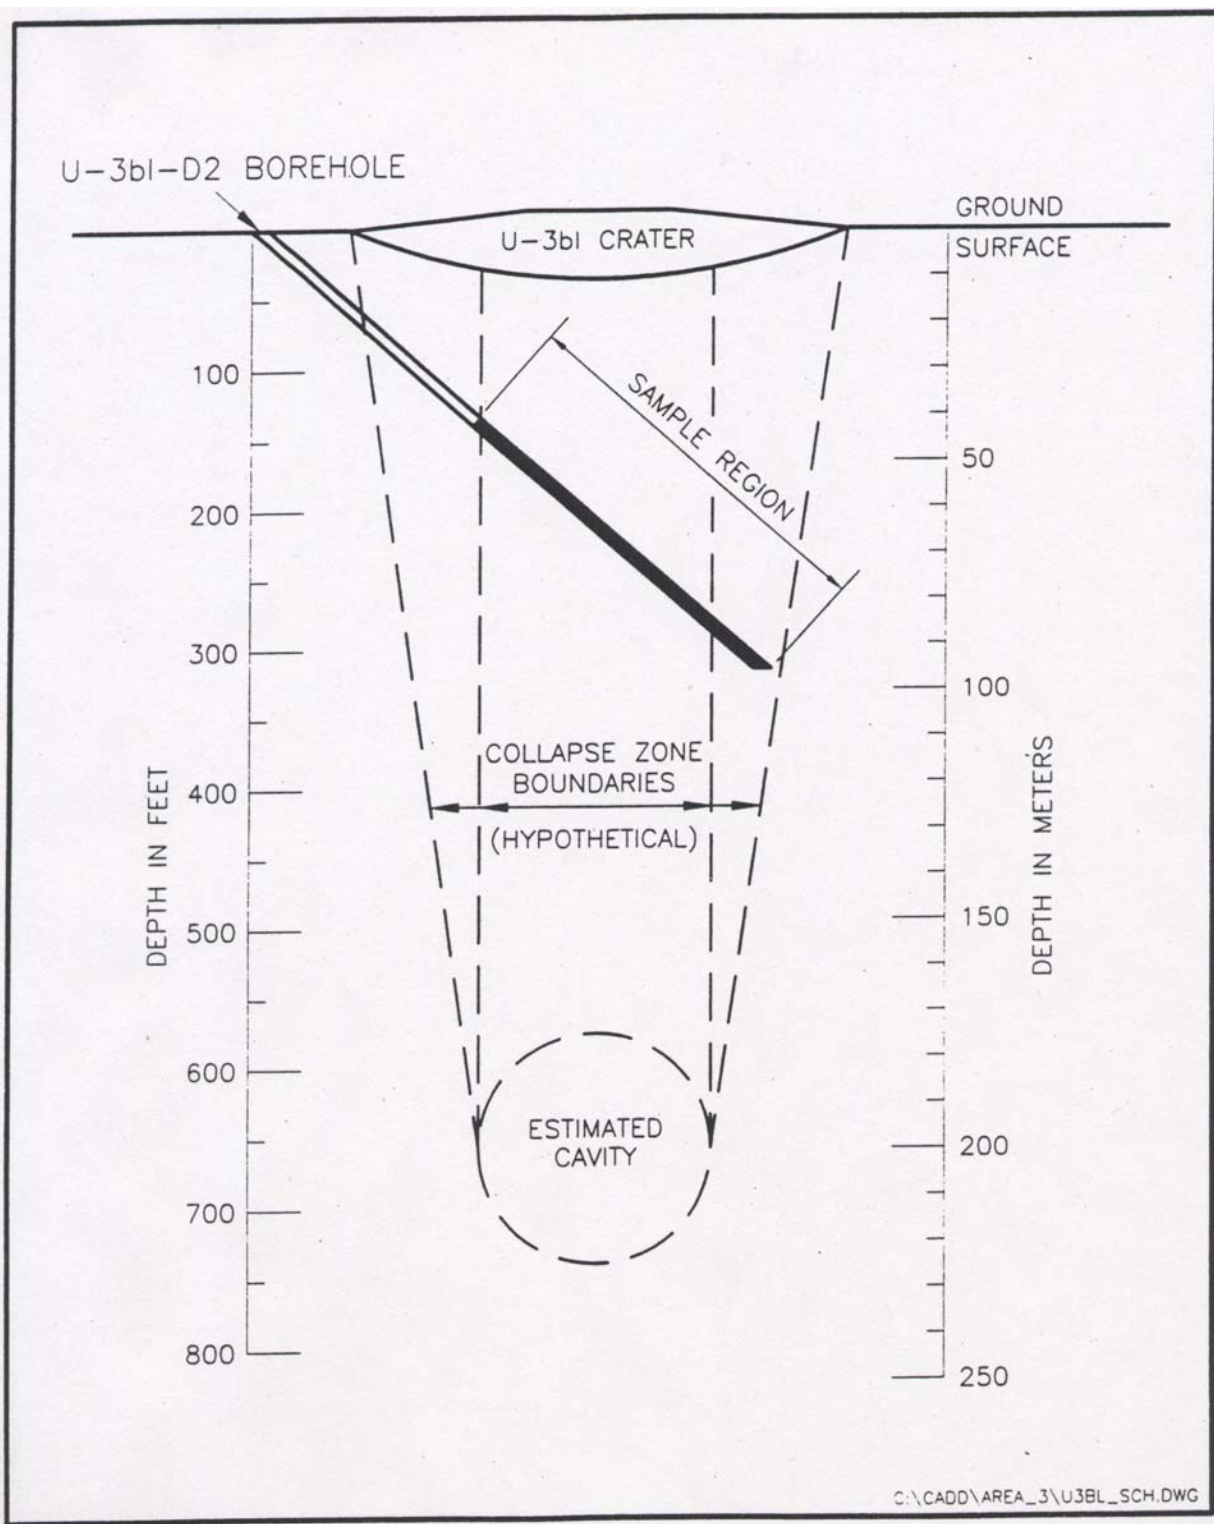 U-3bl-D2 BOREHOLE
GROUND
SURFACE
U-3bl CRATER
SAMPLE REGION
100
200
300
400
500
600
700
800
DEPTH IN FEET
50
100
150
200
250
DEPTH IN METERS
COLLAPSE ZONE
BOUNDARIES
(HYPOTHETICAL)
ESTIMATED
CAVITY
C:\CADD\AREA_3\U3BL_SCH.DWG